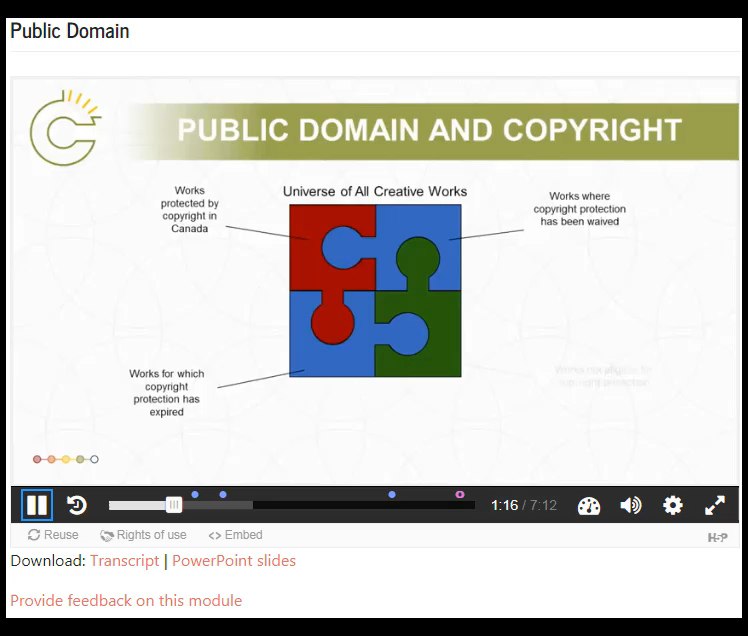 Public Domain
PUBLIC DOMAIN AND COPYRIGHT
Works
protected by
copyright in
Canada
Universe of All Creative Works
Works where
copyright protection
has been waived
Works for which
copyright
protection has
expired
Works not eligible for
copyright protection
1:16 / 7:12
Reuse
Rights of use
<> Embed
H-P
Download: Transcript | PowerPoint slides
Provide feedback on this module